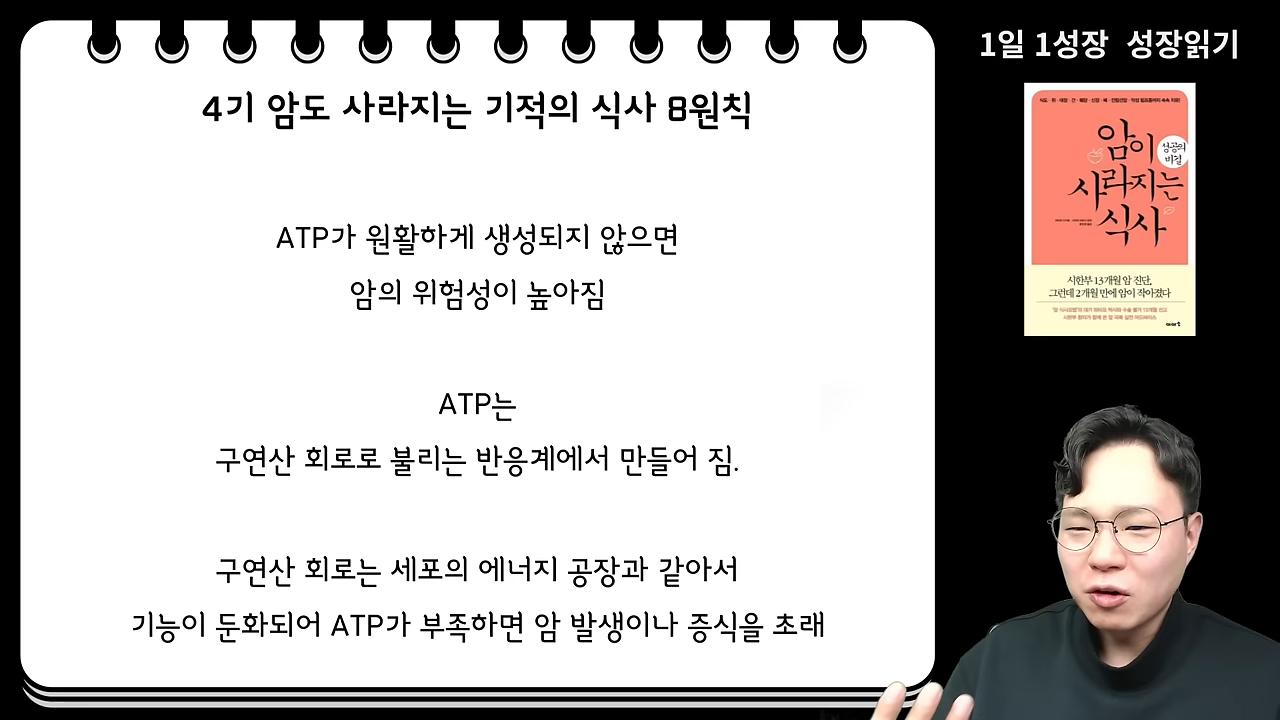 4기 암도 사라지는 기적의 식사 8원칙
ATP가 원활하게 생성되지 않으면
암의 위험성이 높아짐
ATP는
구연산 회로로 불리는 반응계에서 만들어 짐.
구연산 회로는 세포의 에너지 공장과 같아서
기능이 둔화되어 ATP가 부족하면 암 발생이나 증식을 초래
1일 1성장 성장읽기
암이
사라지는
식사
성공의
비결
시한부 13개월 암 진단,
그런데 2개월 만에 암이 작아졌다